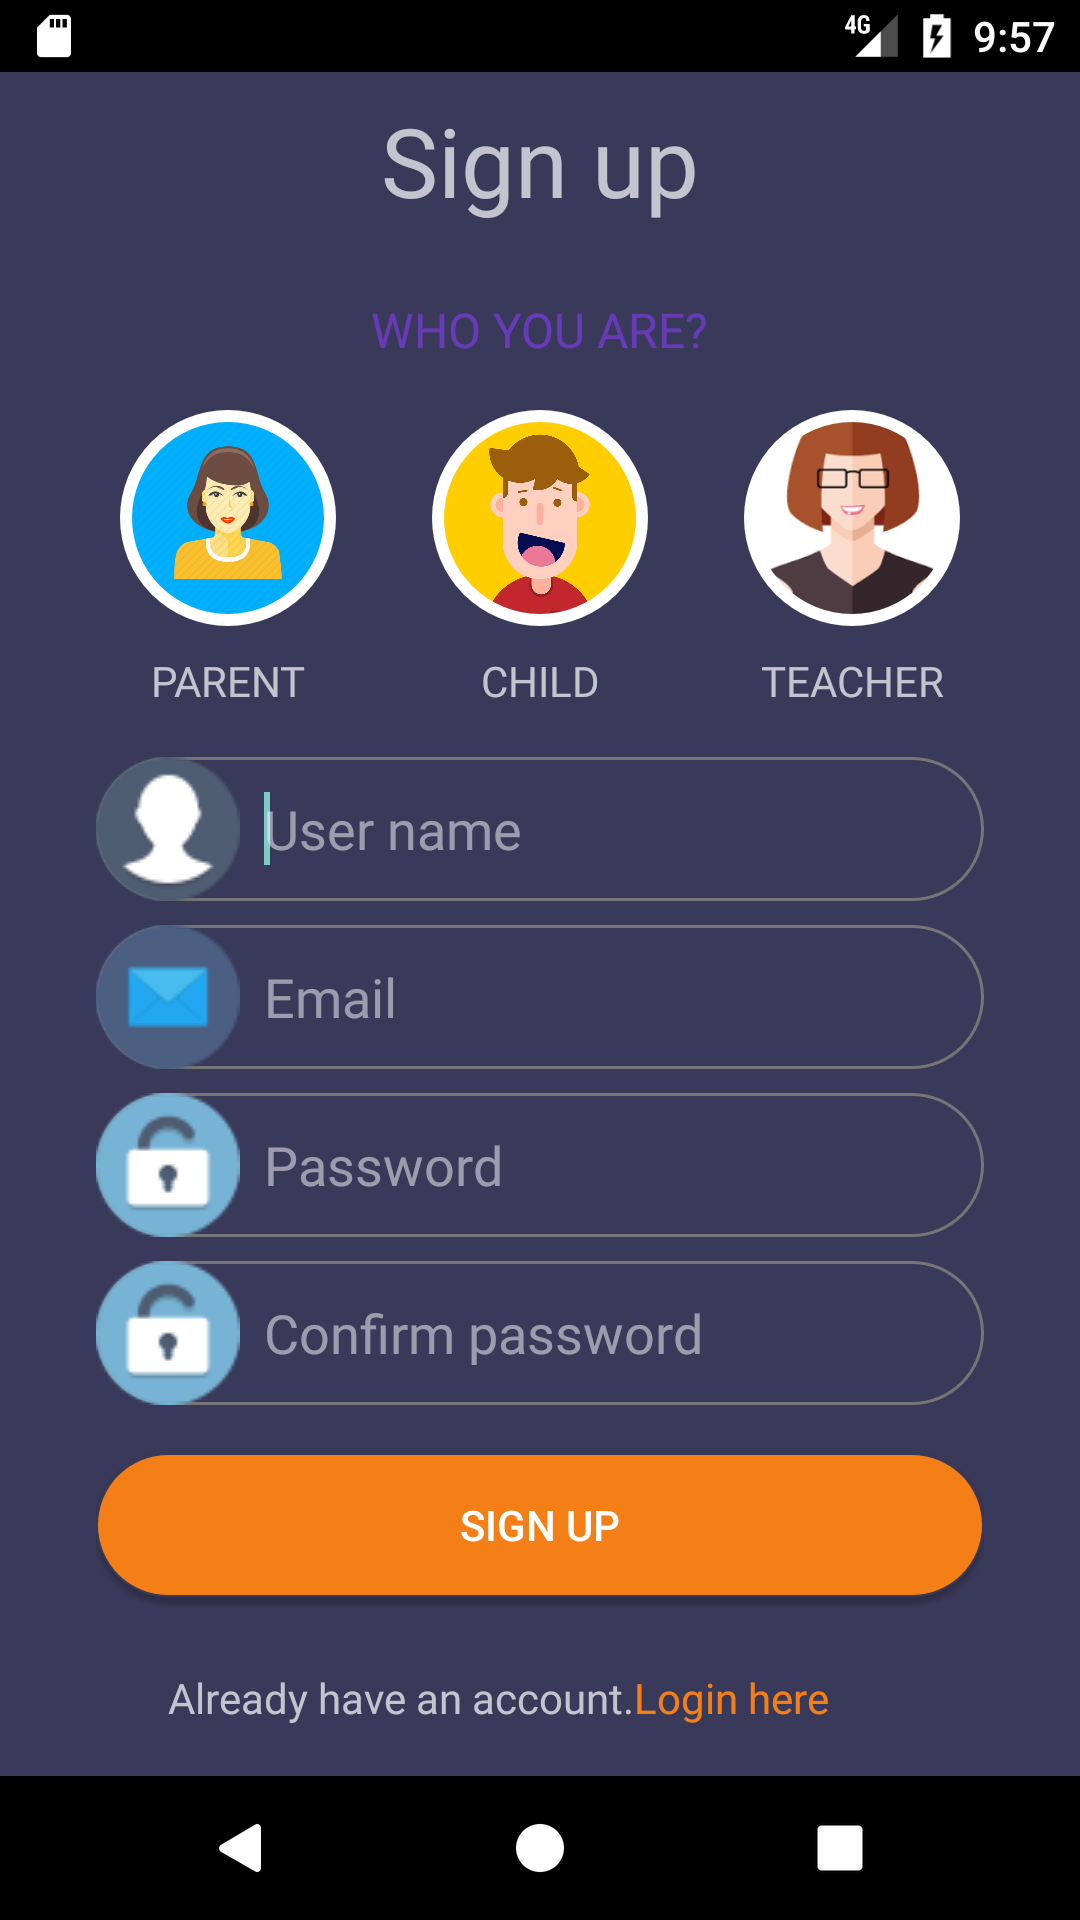 4G 9:57
Sign up
WHO YOU ARE?
PARENT CHILD TEACHER
User name
Email
Password
Confirm password
SIGN UP
Already have an account.Login here